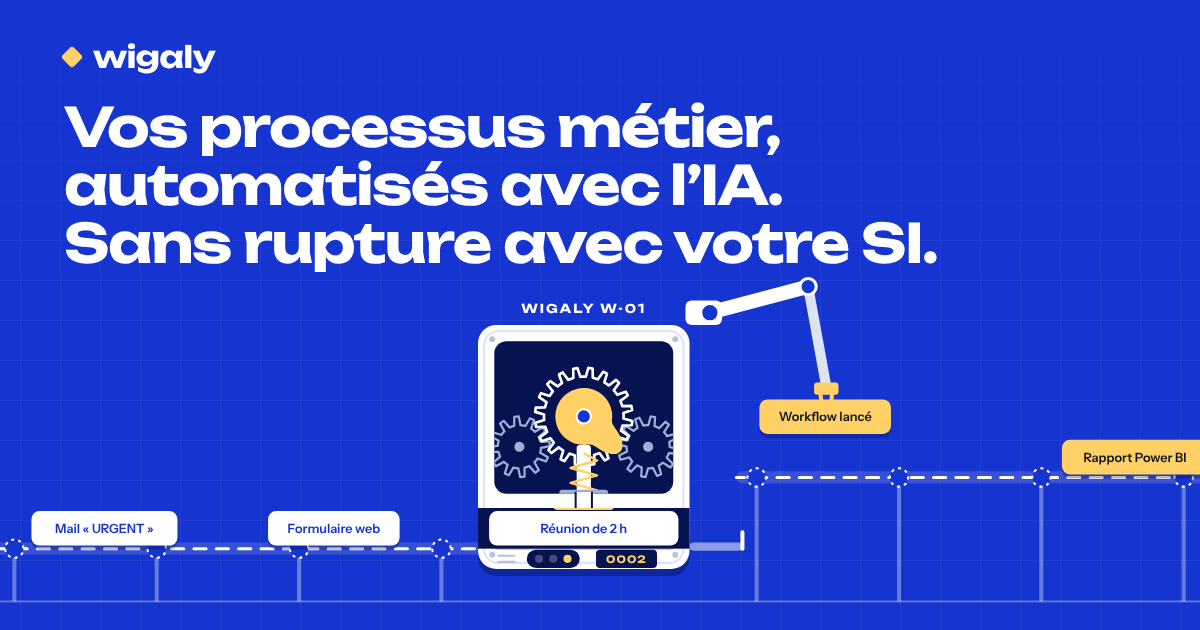 wigaly
Vos processus métier,
automatisés avec l’IA.
Sans rupture avec votre SI.
WIGALY W-01
Workflow lancé
Rapport Power BI
Mail « URGENT »
Formulaire web
Réunion de 2 h
0002